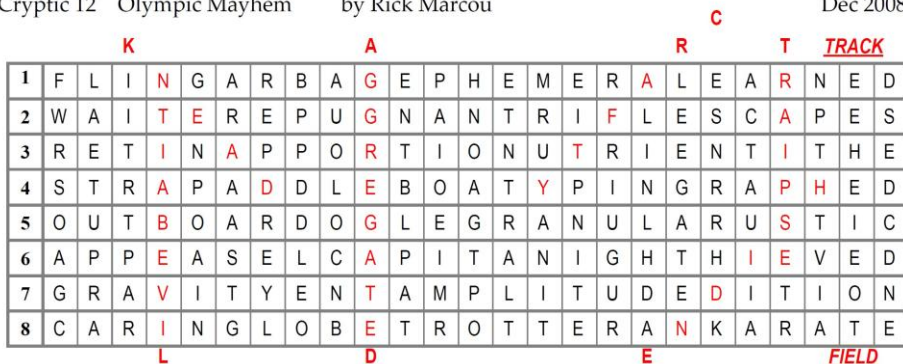 Cryptic 12 Olympic Mayhem by Rick Marcou Dec 2008
C
K A R T TRACK
1 F L I N G A R B A G E P H E M E R A L E A R N E D
2 W A I T E R E P U G N A N T R I F L E S C A P E S
3 R E T I N A P P O R T I O N U T R I E N T I T H E
4 S T R A P A D D L E B O A T Y P I N G R A P H E D
5 O U T B O A R D O G L E G R A N U L A R U S T I C
6 A P P E A S E L C A P I T A N I G H T H I E V E D
7 G R A V I T Y E N T A M P L I T U D E D I T I O N
8 C A R I N G L O B E T R O T T E R A N K A R A T E
L D E FIELD